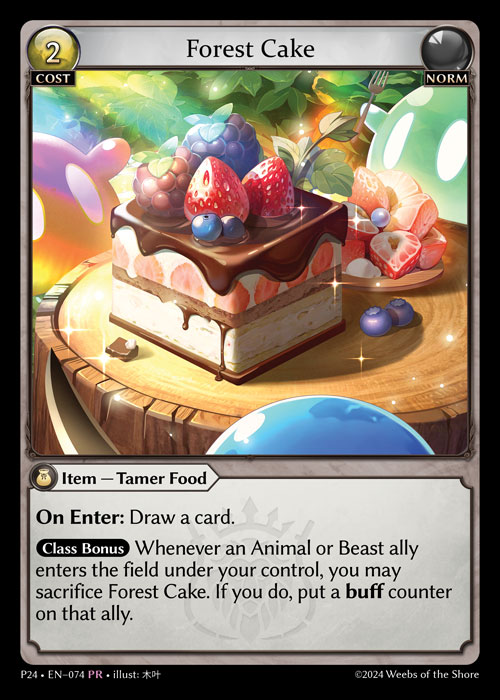 2
Forest Cake
COST
NORM
Item — Tamer Food
On Enter: Draw a card.
Class Bonus Whenever an Animal or Beast ally
enters the field under your control, you may
sacrifice Forest Cake. If you do, put a buff counter
on that ally.
P24 • EN–074 PR • illust: 木叶
©2024 Weebs of the Shore